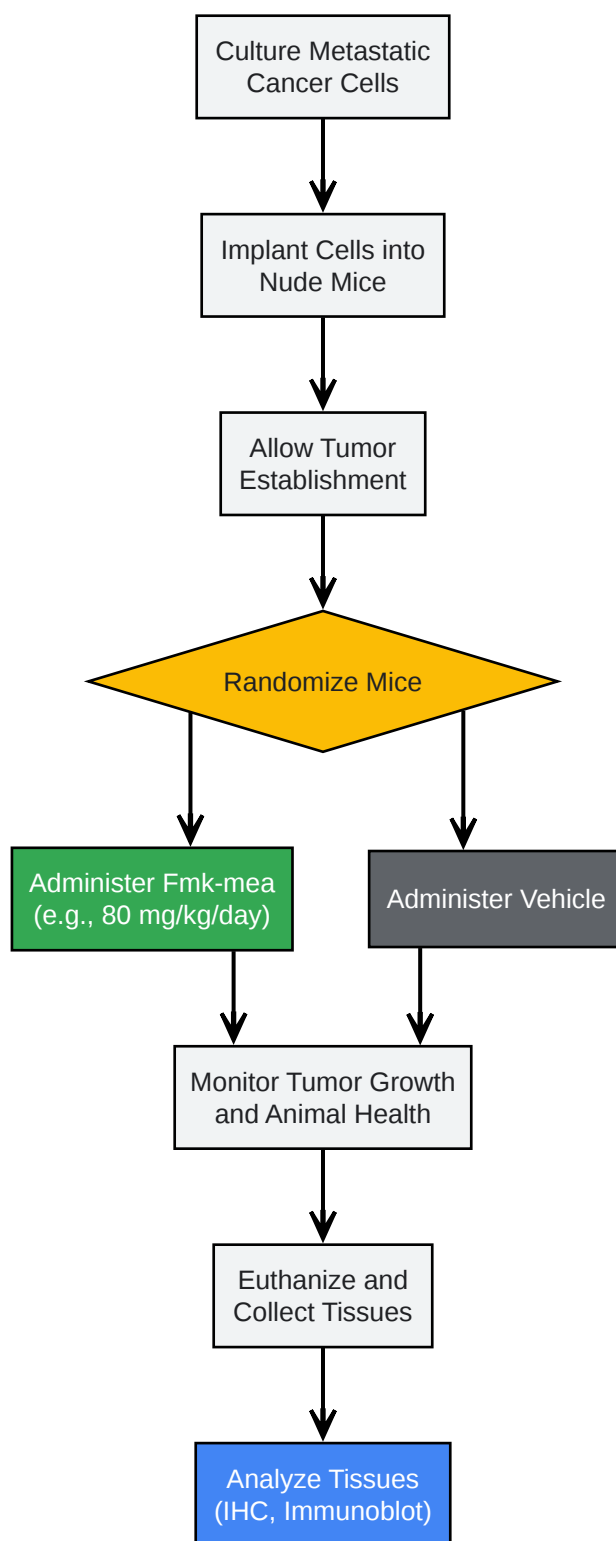 Culture Metastatic
Cancer Cells
Implant Cells into
Nude Mice
Allow Tumor
Establishment
Randomize Mice
Administer Fmk-mea
(e.g., 80 mg/kg/day)
Administer Vehicle
Monitor Tumor Growth
and Animal Health
Euthanize and
Collect Tissues
Analyze Tissues
(IHC, Immunoblot)